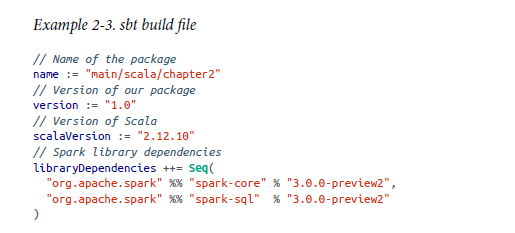 Example 2-3. sbt build file
// Name of the package
name := "main/scala/chapter2"
// Version of our package
version := "1.0"
// Version of Scala
scalaVersion := "2.12.10"
// Spark library dependencies
libraryDependencies ++= Seq(
  "org.apache.spark" %% "spark-core" % "3.0.0-preview2",
  "org.apache.spark" %% "spark-sql"  % "3.0.0-preview2"
)